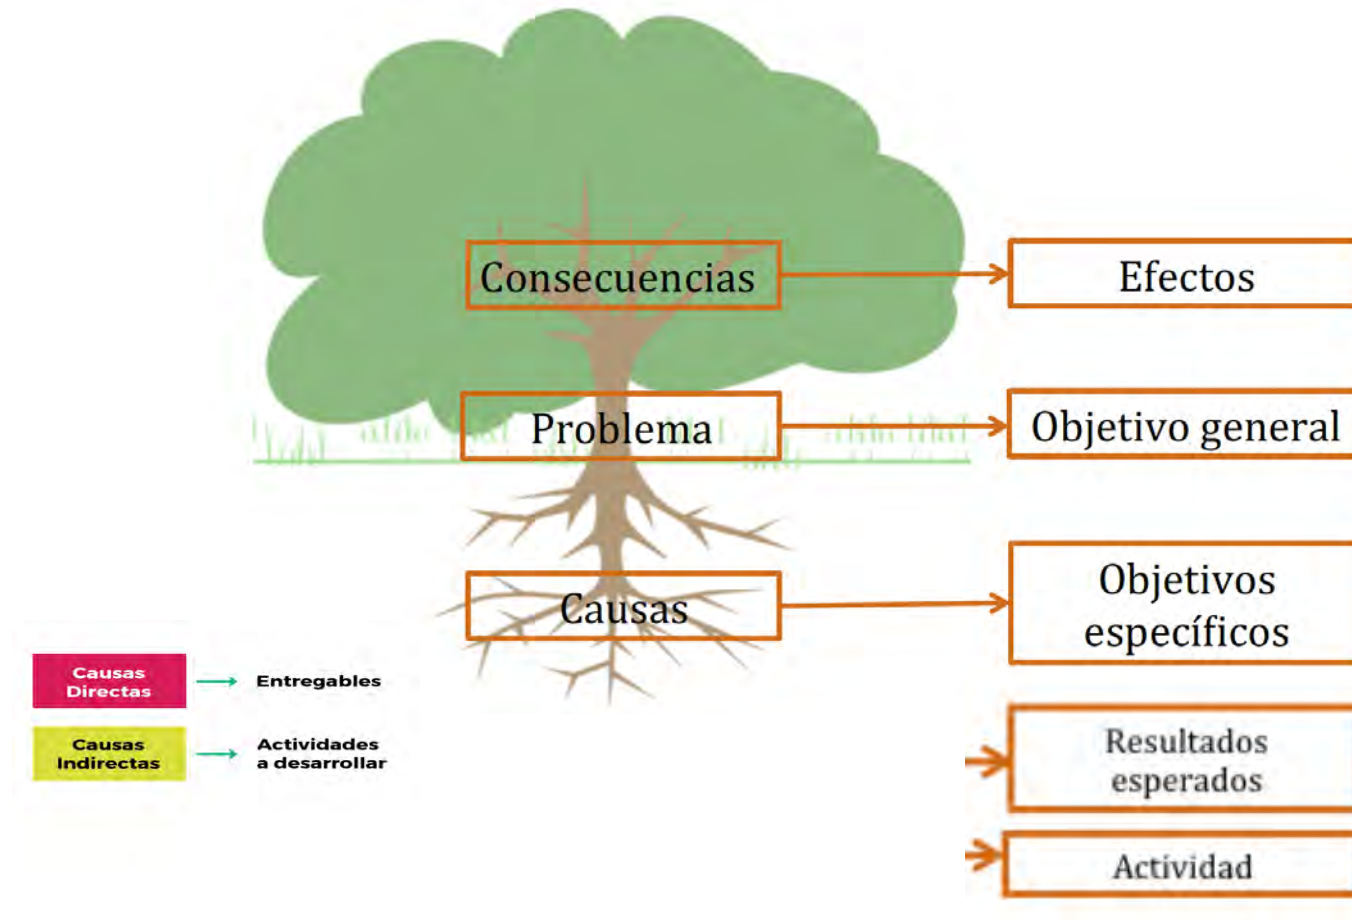 Consecuencias
Efectos
Problema
Objetivo general
Causas
Objetivos
específicos
Causas
Directas
Entregables
Causas
Indirectas
Actividades
a desarrollar
Resultados
esperados
Actividad